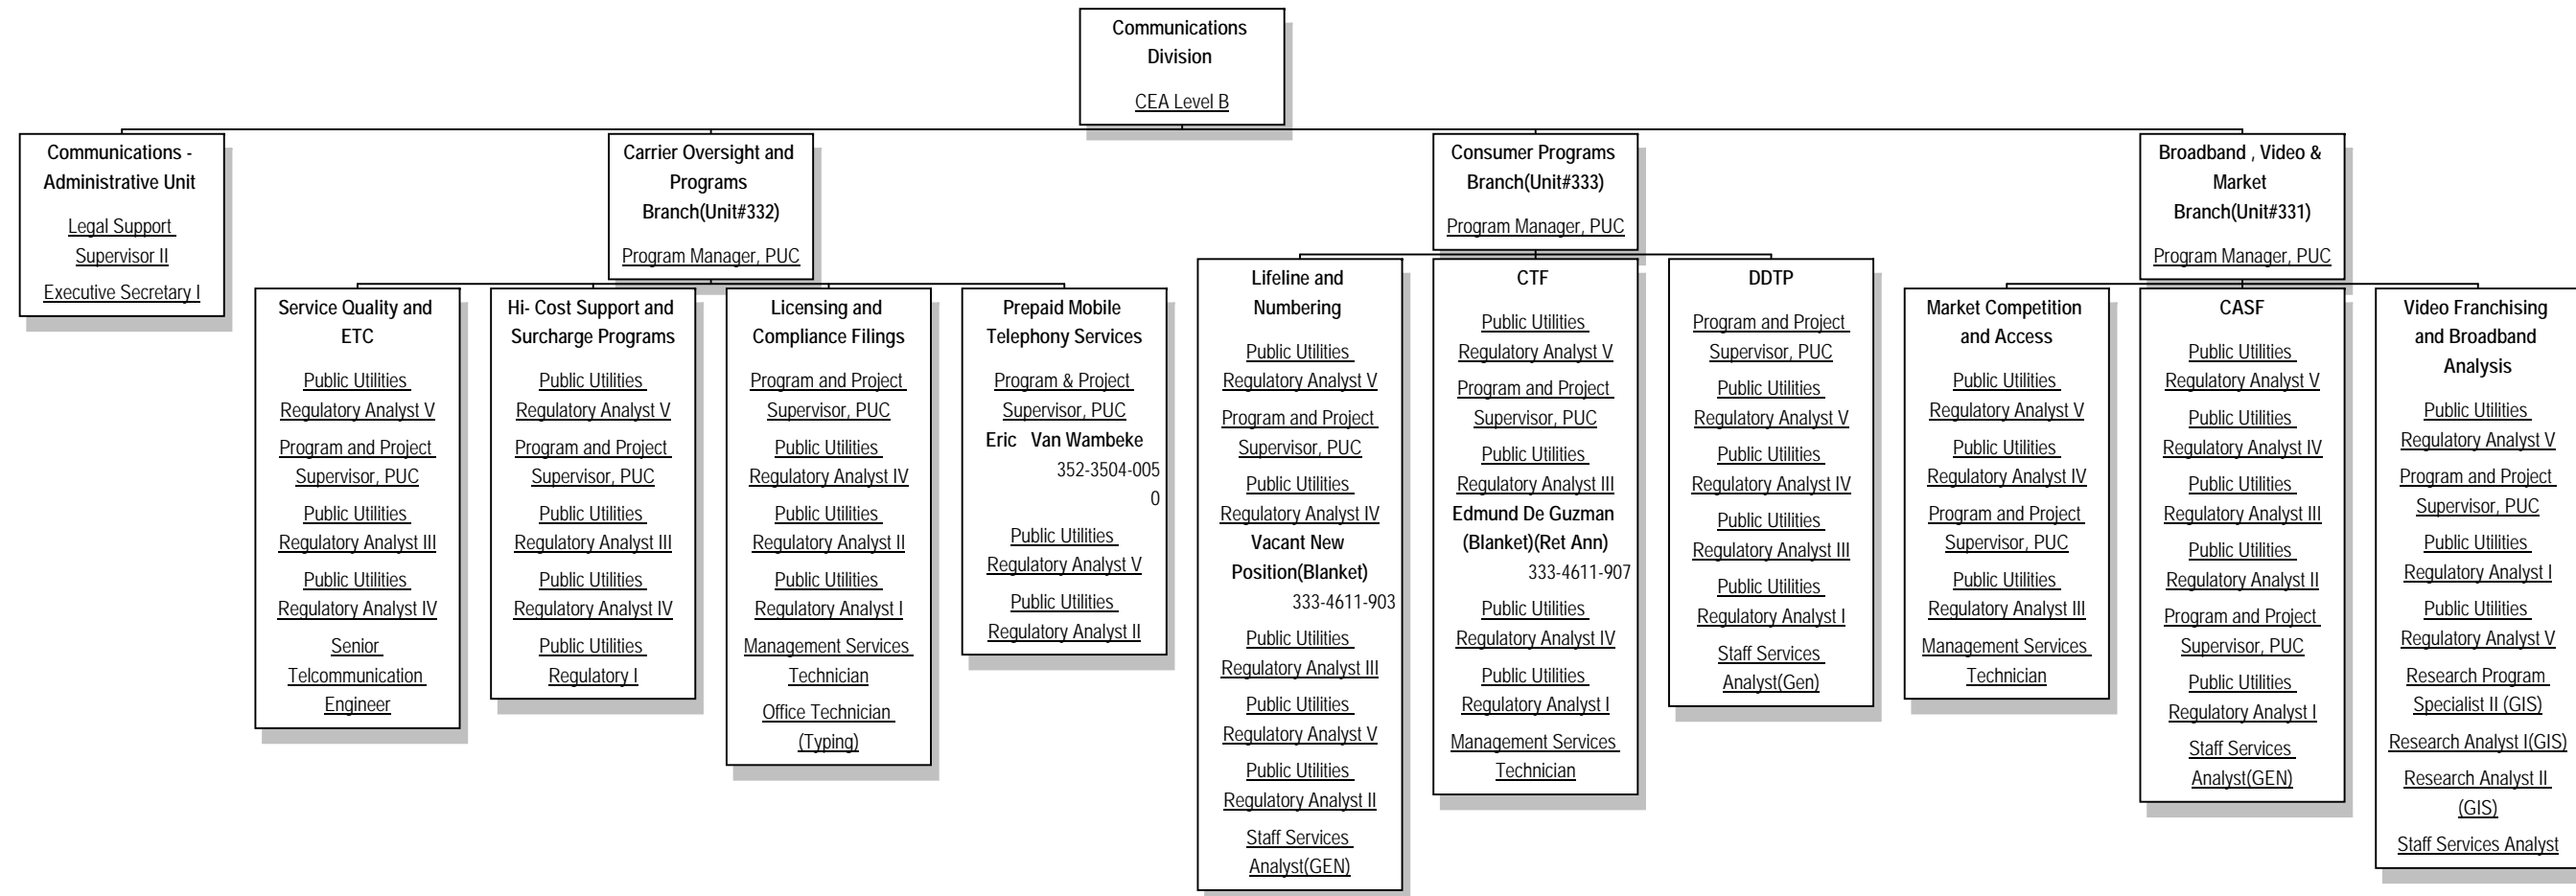 Communications
Division
CEA Level B
Communications -
Administrative Unit
Legal Support
Supervisor II
Executive Secretary I
Carrier Oversight and
Programs
Branch(Unit#332)
Program Manager, PUC
Service Quality and
ETC
Public Utilities
Regulatory Analyst V
Program and Project
Supervisor, PUC
Public Utilities
Regulatory Analyst III
Public Utilities
Regulatory Analyst IV
Senior
Telcommunication
Engineer
Hi- Cost Support and
Surcharge Programs
Public Utilities
Regulatory Analyst V
Program and Project
Supervisor, PUC
Public Utilities
Regulatory Analyst III
Public Utilities
Regulatory Analyst IV
Public Utilities
Regulatory I
Licensing and
Compliance Filings
Program and Project
Supervisor, PUC
Public Utilities
Regulatory Analyst IV
Public Utilities
Regulatory Analyst II
Public Utilities
Regulatory Analyst I
Management Services
Technician
Office Technician
(Typing)
Prepaid Mobile
Telephony Services
Program & Project
Supervisor, PUC
Eric Van Wambeke
352-3504-005
0
Public Utilities
Regulatory Analyst V
Public Utilities
Regulatory Analyst II
Consumer Programs
Branch(Unit#333)
Program Manager, PUC
Lifeline and
Numbering
Public Utilities
Regulatory Analyst V
Program and Project
Supervisor, PUC
Public Utilities
Regulatory Analyst IV
Vacant New
Position(Blanket)
333-4611-903
Public Utilities
Regulatory Analyst III
Public Utilities
Regulatory Analyst V
Public Utilities
Regulatory Analyst II
Staff Services
Analyst(GEN)
CTF
Public Utilities
Regulatory Analyst V
Program and Project
Supervisor, PUC
Public Utilities
Regulatory Analyst III
Edmund De Guzman
(Blanket)(Ret Ann)
333-4611-907
Public Utilities
Regulatory Analyst IV
Public Utilities
Regulatory Analyst I
Management Services
Technician
DDTP
Program and Project
Supervisor, PUC
Public Utilities
Regulatory Analyst V
Public Utilities
Regulatory Analyst IV
Public Utilities
Regulatory Analyst III
Public Utilities
Regulatory Analyst I
Staff Services
Analyst(Gen)
Broadband , Video &
Market
Branch(Unit#331)
Program Manager, PUC
Market Competition
and Access
Public Utilities
Regulatory Analyst V
Public Utilities
Regulatory Analyst IV
Program and Project
Supervisor, PUC
Public Utilities
Regulatory Analyst III
Management Services
Technician
CASF
Public Utilities
Regulatory Analyst V
Public Utilities
Regulatory Analyst IV
Public Utilities
Regulatory Analyst III
Public Utilities
Regulatory Analyst II
Program and Project
Supervisor, PUC
Public Utilities
Regulatory Analyst I
Staff Services
Analyst(GEN)
Video Franchising
and Broadband
Analysis
Public Utilities
Regulatory Analyst V
Program and Project
Supervisor, PUC
Public Utilities
Regulatory Analyst I
Public Utilities
Regulatory Analyst V
Research Program
Specialist II (GIS)
Research Analyst I(GIS)
Research Analyst II
(GIS)
Staff Services Analyst